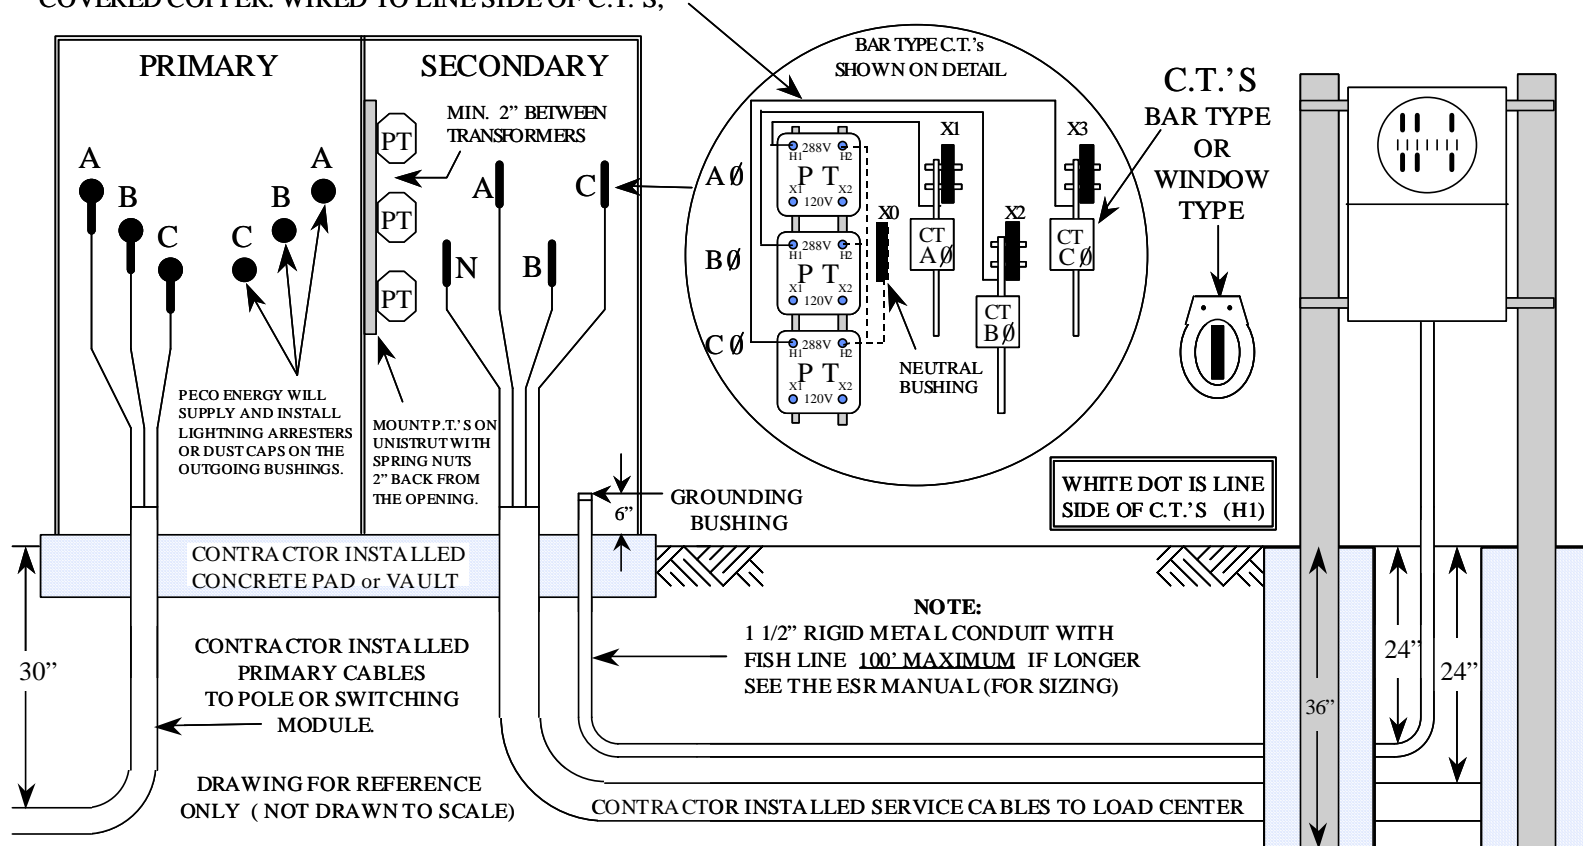 COVERED COPPER. WIRED TO LINE SIDE OF C.T.'S,
PRIMARY
SECONDARY
MIN. 2” BETWEEN
TRANSFORMERS
PT
PT
PT
A
B
C
C
B
A
A
C
N
B
PECO ENERGY WILL
SUPPLY AND INSTALL
LIGHTNING ARRESTERS
OR DUST CAPS ON THE
OUTGOING BUSHINGS.
MOUNT P.T.'S ON
UNISTRUT WITH
SPRING NUTS
2” BACK FROM
THE OPENING.
BAR TYPE C.T.'s
SHOWN ON DETAIL
AØ
BØ
CØ
288V
H1 H2
P T
X1 X2
120V
288V
H1 H2
P T
X1 X2
120V
288V
H1 H2
P T
X1 X2
120V
X0
X1
X2
X3
CT
AØ
CT
BØ
CT
CØ
NEUTRAL
BUSHING
C.T.'S
BAR TYPE
OR
WINDOW
TYPE
WHITE DOT IS LINE
SIDE OF C.T.'S (H1)
GROUNDING
BUSHING
6”
CONTRACTOR INSTALLED
CONCRETE PAD or VAULT
30”
CONTRACTOR INSTALLED
PRIMARY CABLES
TO POLE OR SWITCHING
MODULE.
DRAWING FOR REFERENCE
ONLY ( NOT DRAWN TO SCALE)
NOTE:
1 1/2” RIGID METAL CONDUIT WITH
FISH LINE 100' MAXIMUM IF LONGER
SEE THE ESR MANUAL (FOR SIZING)
CONTRACTOR INSTALLED SERVICE CABLES TO LOAD CENTER
36”
24”
24”